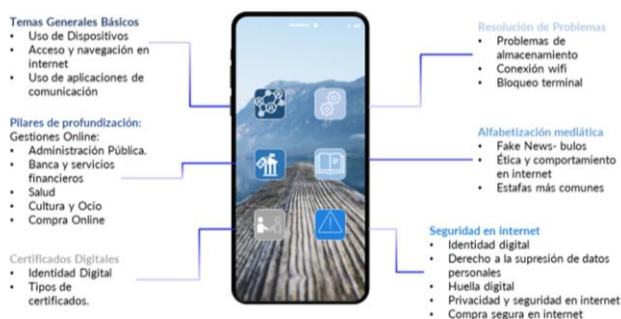 Temas Generales Básicos
• Uso de Dispositivos
• Acceso y navegación en
internet
• Uso de aplicaciones de
comunicación
Pilares de profundización:
Gestiones Online:
• Administración Pública.
• Banca y servicios
financieros
• Salud
• Cultura y Ocio
• Compra Online
Certificados Digitales
• Identidad Digital
• Tipos de
certificados.
Resolución de Problemas
• Problemas de
almacenamiento
• Conexión wifi
• Bloqueo terminal
Alfabetización mediática
• Fake News- bulos
• Ética y comportamiento
en internet
• Estafas más comunes
Seguridad en internet
• Identidad digital
• Derecho a la supresión de datos
personales
• Huella digital
• Privacidad y seguridad en internet
• Compra segura en internet